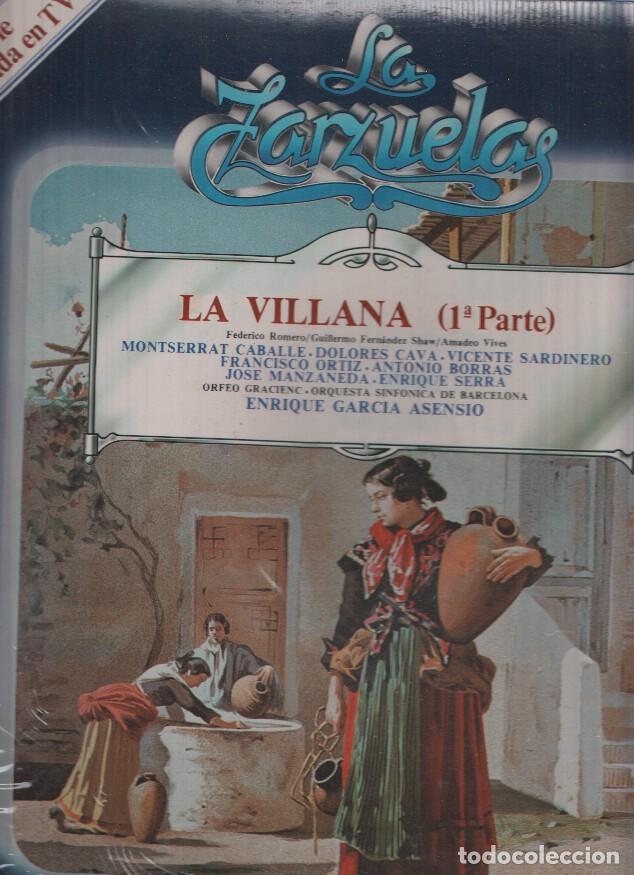 da en TV
La
Zarzuela
LA VILLANA (1ª Parte)
Federico Romero/Guillermo Fernández Shaw/Amadeo Vives
MONTSERRAT CABALLE - DOLORES CAVA - VICENTE SARDINERO
FRANCISCO ORTIZ - ANTONIO BORRAS
JOSE MANZANEDA - ENRIQUE SERRA
ORFEO GRACIENC - ORQUESTA SINFONICA DE BARCELONA
ENRIQUE GARCIA ASENSIO
todocoleccion.net